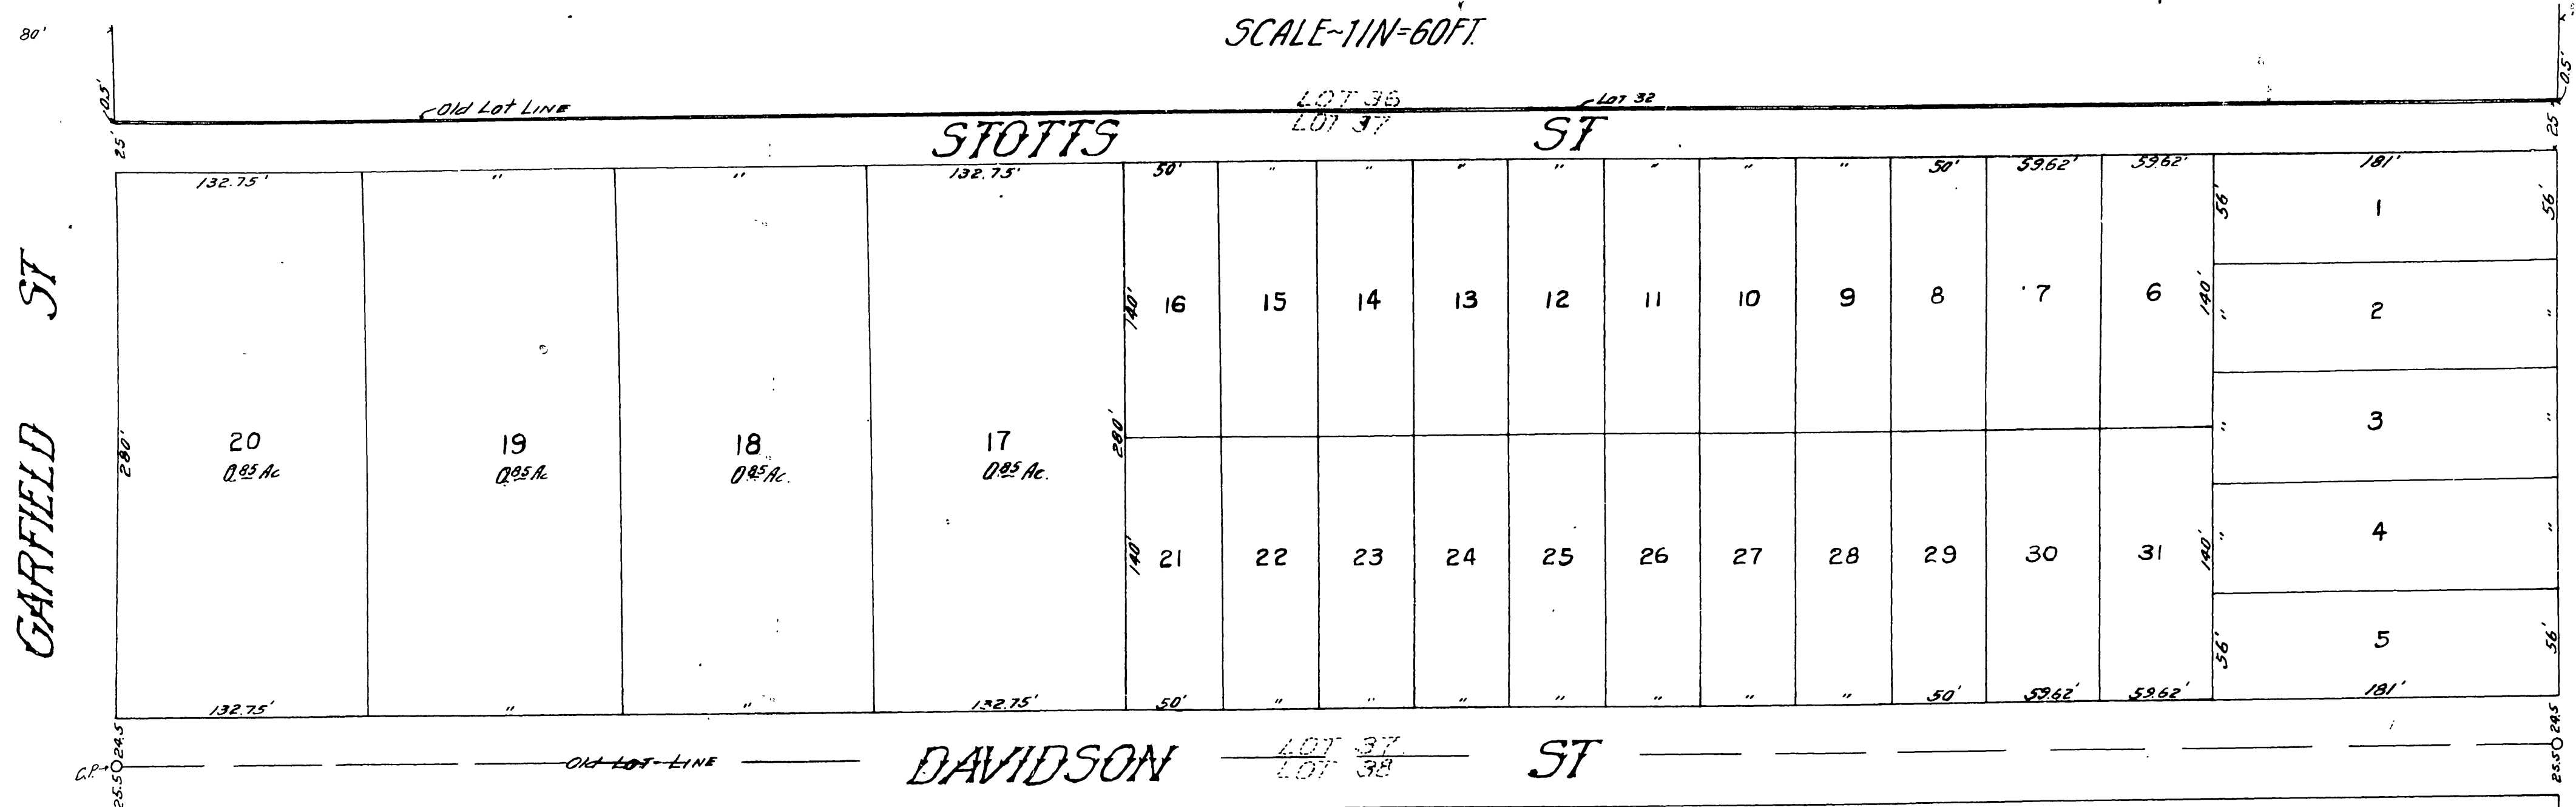 SCALE~1IN=60FT.
80'
0.5' 0.5'
Old Lot LINE LOT 36 LOT 32
LOT 37
STOTTS ST
25' 25
132.75' " " 132.75' 50' " " " " " " " 50' 59.62' 59.62' 181'
56' 1 56'
GARFIELD ST
140' 16 15 14 13 12 11 10 9 8 7 6 140' " 2 "
" 3 "
280' 20 19 18 17 280'
0.85 Ac 0.85 Ac 0.85 Ac. 0.85 Ac.
" 4 "
140' 21 22 23 24 25 26 27 28 29 30 31 140'
56' 5 56'
132.75' " " 132.75' 50' " " " " " " " 50' 59.62' 59.62' 181'
24.5 24.5
G.P. Old LOT LINE DAVIDSON LOT 37 ST
LOT 38
25.5 25.5